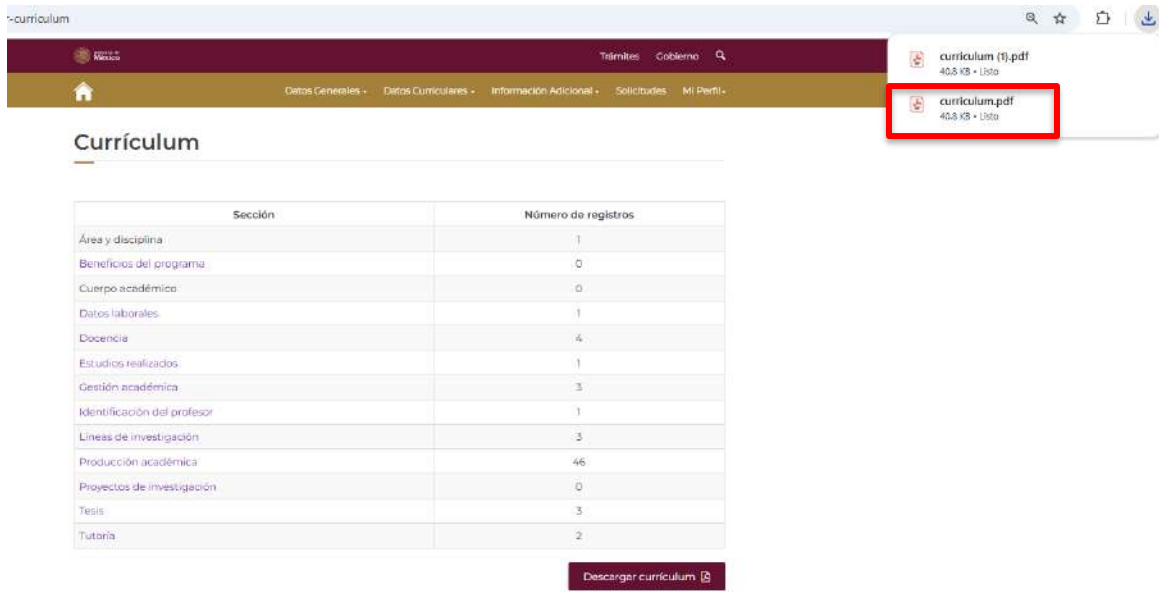 r-curriculum
México
Trámites Gobierno
curriculum (1).pdf
40.8 KB • Listo
Datos Generales Datos Curriculares Información Adicional Solicitudes Mi Perfil
curriculum.pdf
40.8 KB • Listo
Currículum
Sección Número de registros
Área y disciplina 1
Beneficios del programa 0
Cuerpo académico 0
Datos laborales 1
Docencia 4
Estudios realizados 1
Gestión académica 3
Identificación del profesor 1
Líneas de investigación 3
Producción académica 46
Proyectos de investigación 0
Tesis 3
Tutoría 2
Descargar currículum